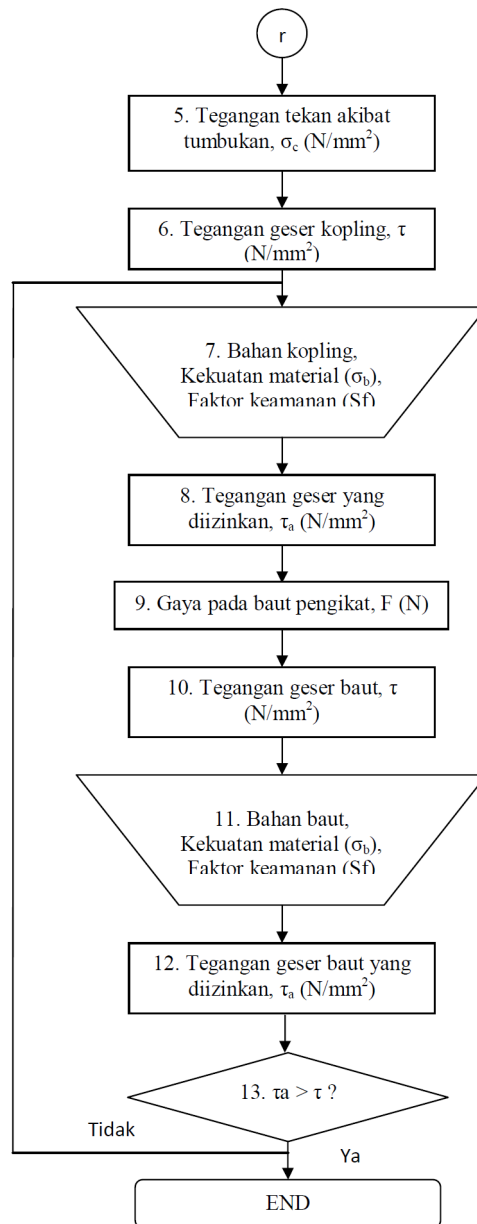 r
5. Tegangan tekan akibat
tumbukan, σc (N/mm²)
6. Tegangan geser kopling, τ
(N/mm²)
7. Bahan kopling,
Kekuatan material (σb),
Faktor keamanan (Sf)
8. Tegangan geser yang
diizinkan, τa (N/mm²)
9. Gaya pada baut pengikat, F (N)
10. Tegangan geser baut, τ
(N/mm²)
11. Bahan baut,
Kekuatan material (σb),
Faktor keamanan (Sf)
12. Tegangan geser baut yang
diizinkan, τa (N/mm²)
13. τa > τ ?
Tidak
Ya
END